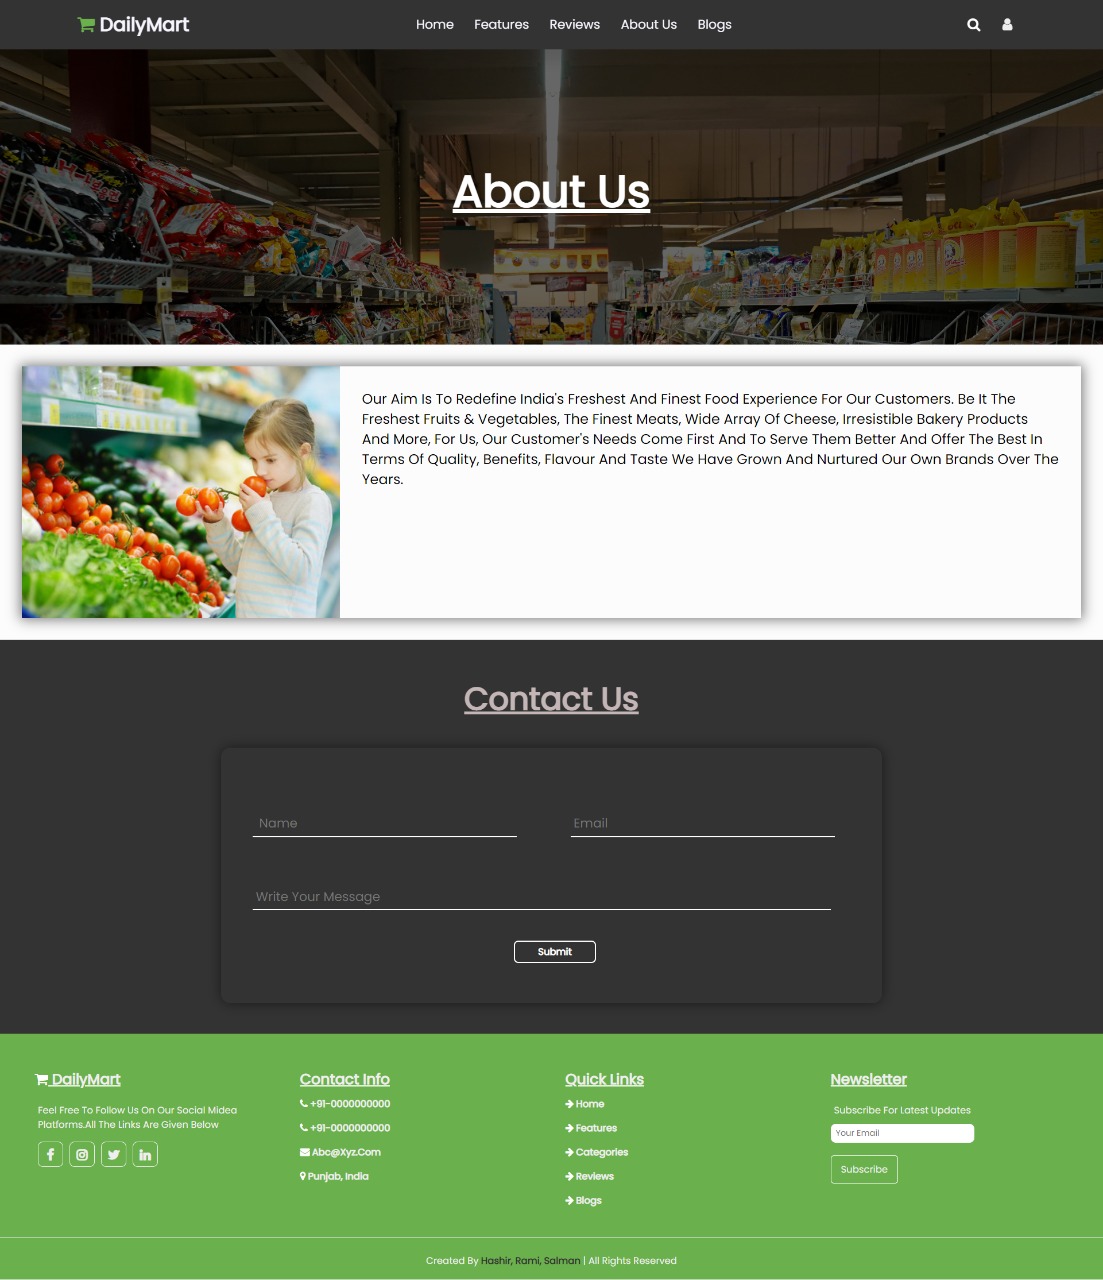 DailyMart
Home Features Reviews About Us Blogs
About Us
Our Aim Is To Redefine India's Freshest And Finest Food Experience For Our Customers. Be It The
Freshest Fruits & Vegetables, The Finest Meats, Wide Array Of Cheese, Irresistible Bakery Products
And More, For Us, Our Customer's Needs Come First And To Serve Them Better And Offer The Best In
Terms Of Quality, Benefits, Flavour And Taste We Have Grown And Nurtured Our Own Brands Over The
Years.
Contact Us
Name
Email
Write Your Message
Submit
DailyMart
Feel Free To Follow Us On Our Social Midea
Platforms.All The Links Are Given Below
Contact Info
+91-0000000000
+91-0000000000
Abc@Xyz.Com
Punjab, India
Quick Links
Home
Features
Categories
Reviews
Blogs
Newsletter
Subscribe For Latest Updates
Your Email
Subscribe
Created By Hashir, Rami, Salman | All Rights Reserved